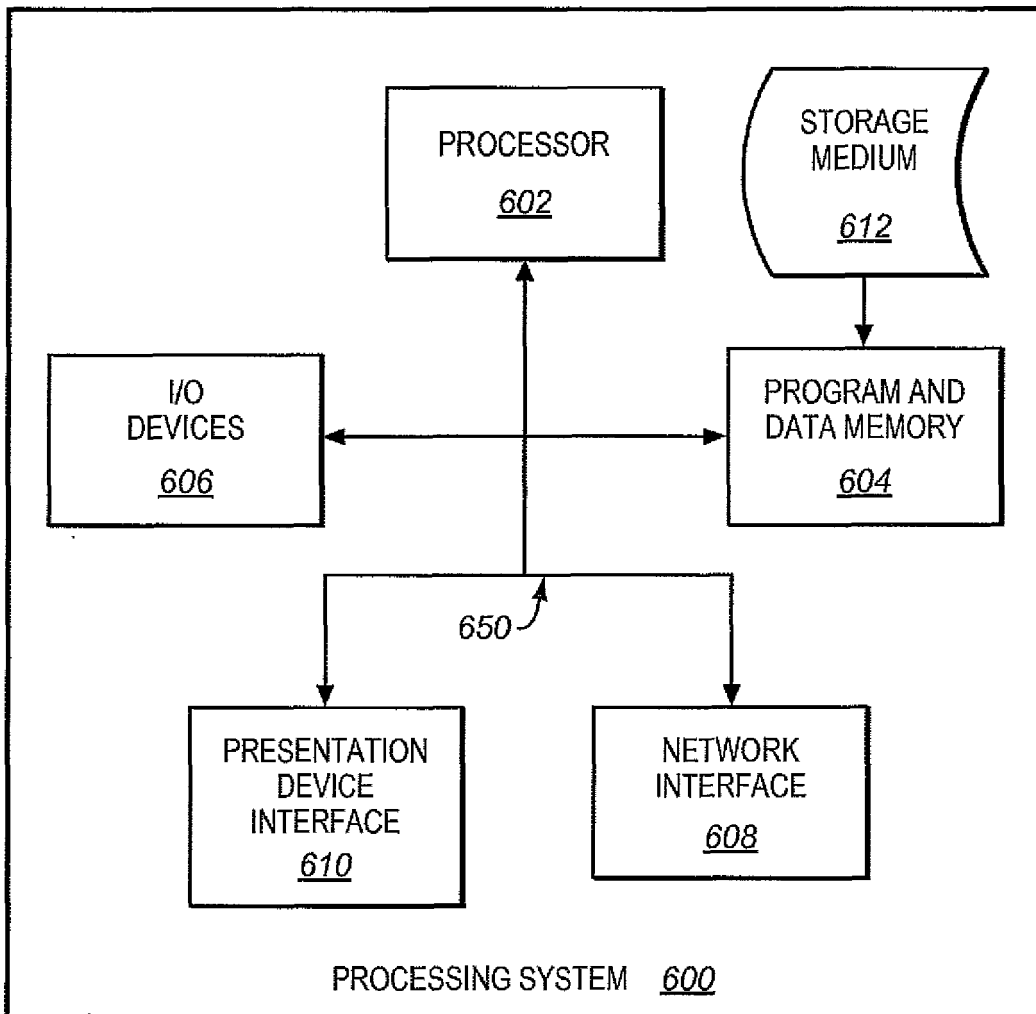 PROCESSOR
602
STORAGE
MEDIUM
612
I/O
DEVICES
606
PROGRAM AND
DATA MEMORY
604
650
PRESENTATION
DEVICE
INTERFACE
610
NETWORK
INTERFACE
608
PROCESSING SYSTEM 600